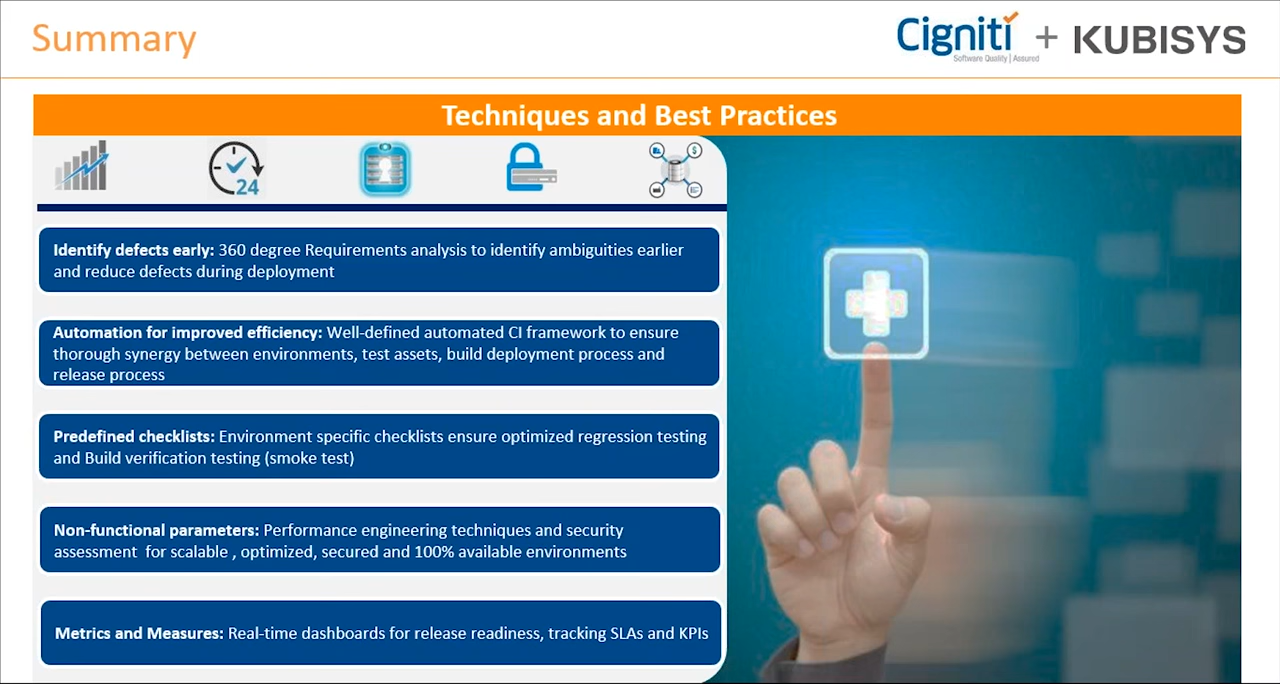 Summary
Cigniti + KUBISYS
Software Quality | Assured
Techniques and Best Practices
24
$
Identify defects early: 360 degree Requirements analysis to identify ambiguities earlier
and reduce defects during deployment
Automation for improved efficiency: Well-defined automated CI framework to ensure
thorough synergy between environments, test assets, build deployment process and
release process
Predefined checklists: Environment specific checklists ensure optimized regression testing
and Build verification testing (smoke test)
Non-functional parameters: Performance engineering techniques and security
assessment  for scalable , optimized, secured and 100% available environments
Metrics and Measures: Real-time dashboards for release readiness, tracking SLAs and KPIs